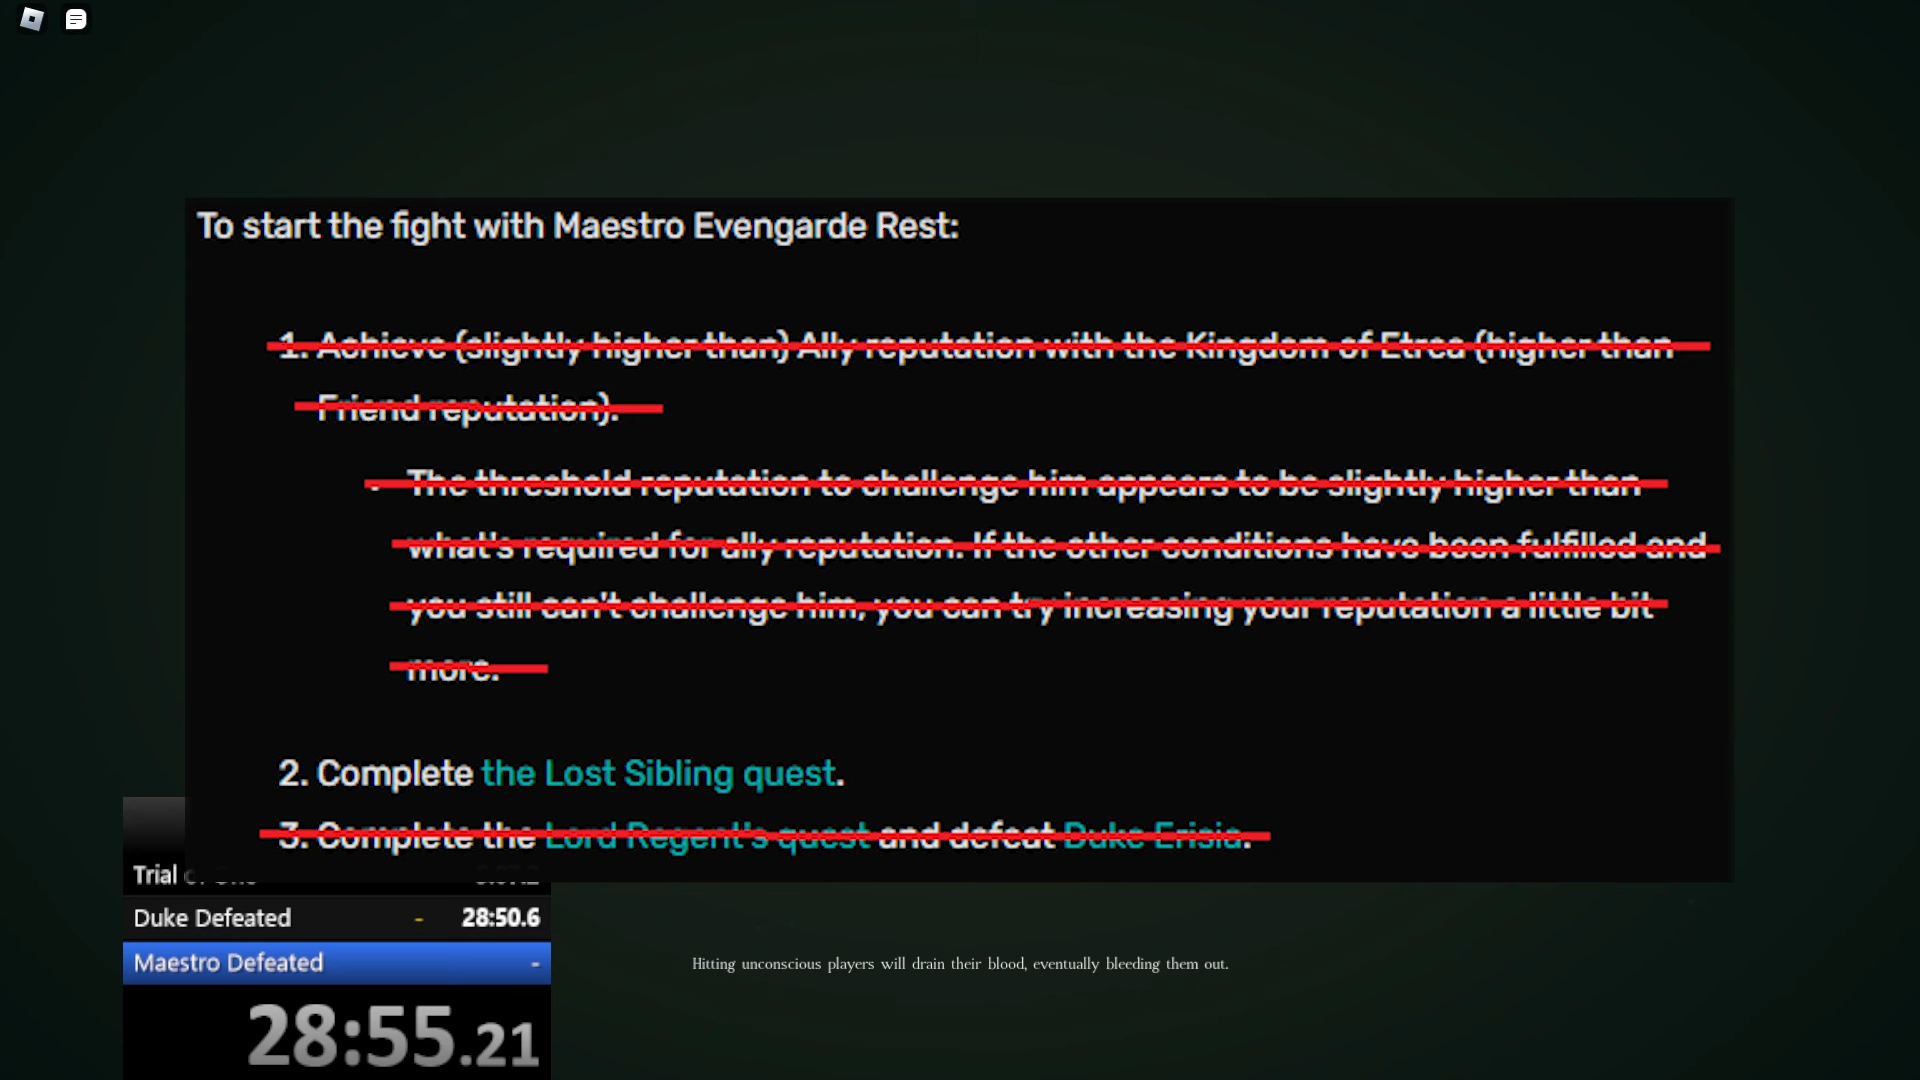 To start the fight with Maestro Evengarde Rest:
1. Achieve (slightly higher than) Ally reputation with the Kingdom of Etrea (higher than
Friend reputation).
- The threshold reputation to challenge him appears to be slightly higher than
what's required for ally reputation. If the other conditions have been fulfilled and
you still can't challenge him, you can try increasing your reputation a little bit
more.
2. Complete the Lost Sibling quest.
3. Complete the Lord Regent's quest and defeat Duke Erisia.
Trial
Duke Defeated - 28:50.6
Maestro Defeated -
28:55.21
Hitting unconscious players will drain their blood, eventually bleeding them out.